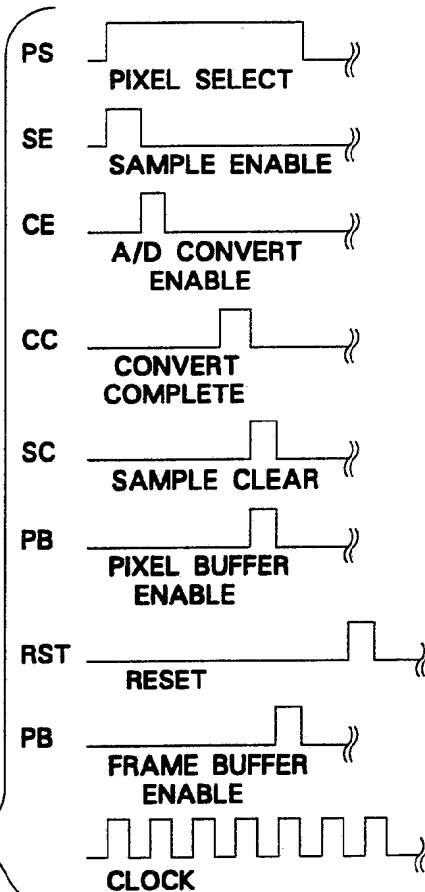 PS
PIXEL SELECT
SE
SAMPLE ENABLE
CE
A/D CONVERT
ENABLE
CC
CONVERT
COMPLETE
SC
SAMPLE CLEAR
PB
PIXEL BUFFER
ENABLE
RST
RESET
PB
FRAME BUFFER
ENABLE
CLOCK